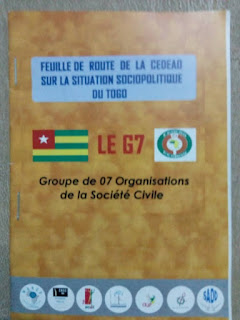 FEUILLE DE ROUTE DE LA CEDEAO
SUR LA SITUATION SOCIOPOLITIQUE
DU TOGO
LE G7
Groupe de 07 Organisations
de la Société Civile